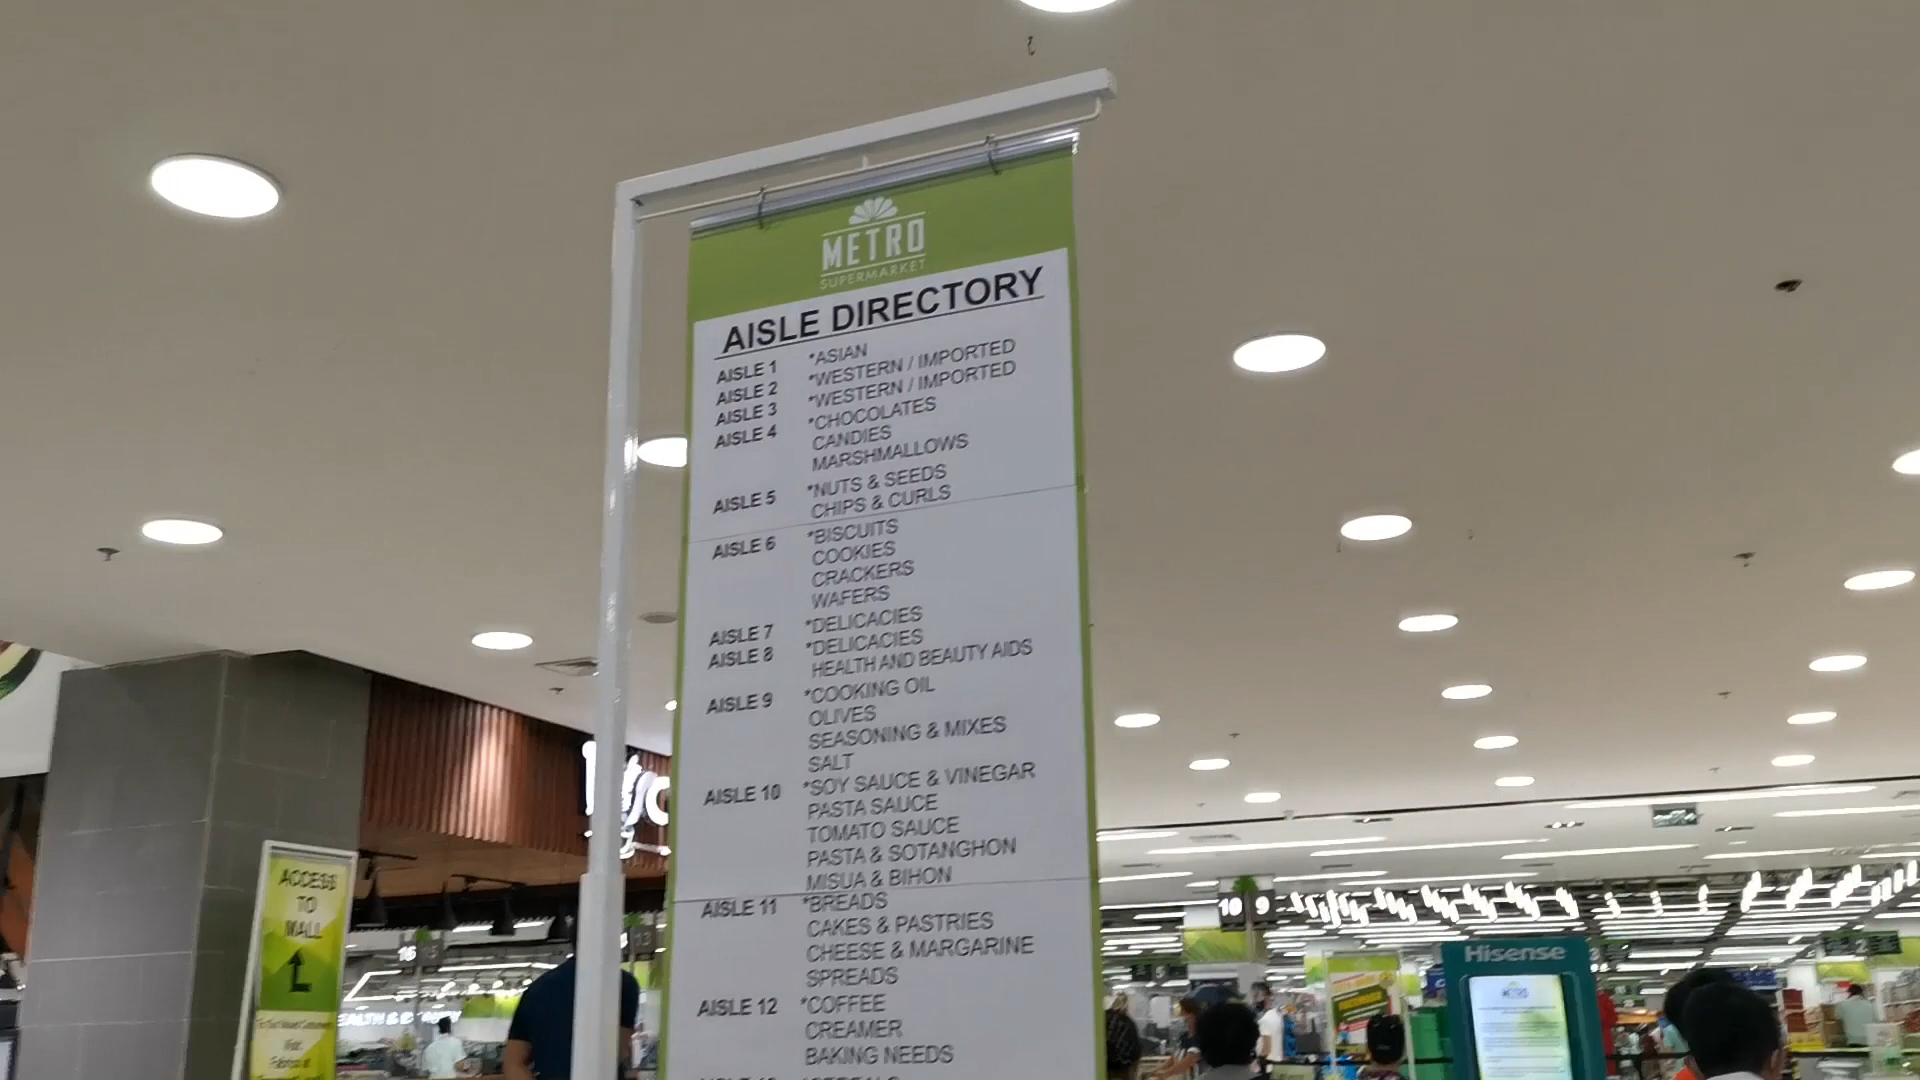 METRO
SUPERMARKET
AISLE DIRECTORY
AISLE 1 *ASIAN
AISLE 2 *WESTERN / IMPORTED
AISLE 3 *WESTERN / IMPORTED
AISLE 4 *CHOCOLATES
CANDIES
MARSHMALLOWS
AISLE 5 *NUTS & SEEDS
CHIPS & CURLS
AISLE 6 *BISCUITS
COOKIES
CRACKERS
WAFERS
AISLE 7 *DELICACIES
AISLE 8 *DELICACIES
HEALTH AND BEAUTY AIDS
AISLE 9 *COOKING OIL
OLIVES
SEASONING & MIXES
SALT
AISLE 10 *SOY SAUCE & VINEGAR
PASTA SAUCE
TOMATO SAUCE
PASTA & SOTANGHON
MISUA & BIHON
AISLE 11 *BREADS
CAKES & PASTRIES
CHEESE & MARGARINE
SPREADS
AISLE 12 *COFFEE
CREAMER
BAKING NEEDS
ACCESS
TO
MALL
10 9
Hisense
METRO